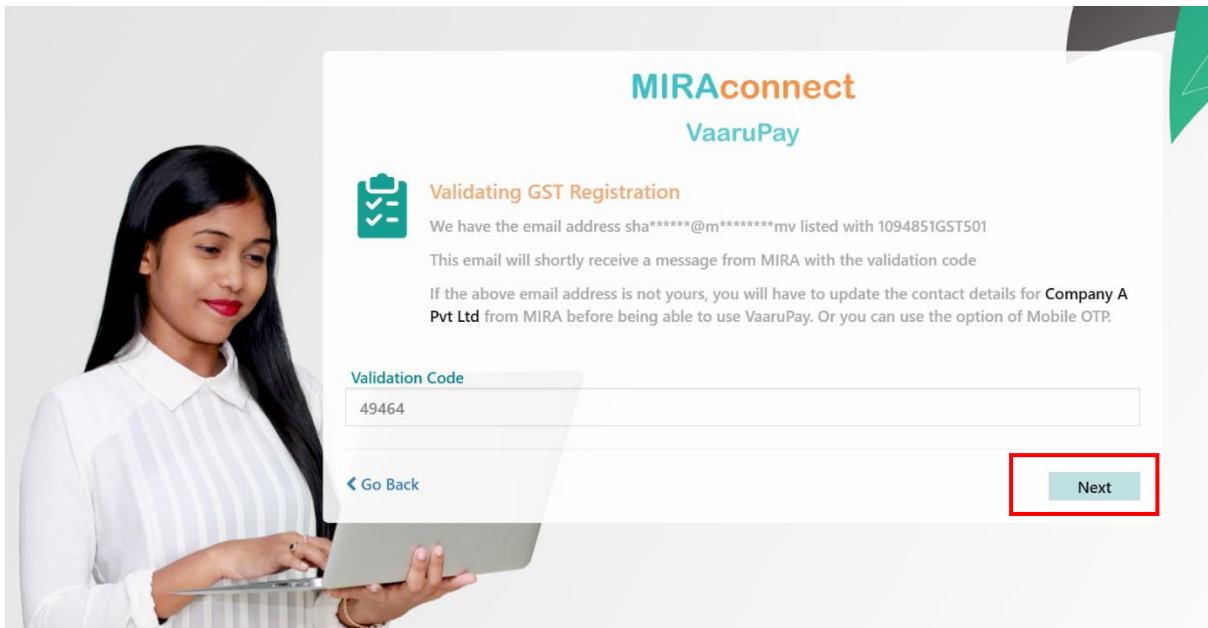 MIRAconnect
VaaruPay
Validating GST Registration
We have the email address sha******@m********mv listed with 1094851GST501
This email will shortly receive a message from MIRA with the validation code
If the above email address is not yours, you will have to update the contact details for Company A
Pvt Ltd from MIRA before being able to use VaaruPay. Or you can use the option of Mobile OTP.
Validation Code
49464
Go Back
Next